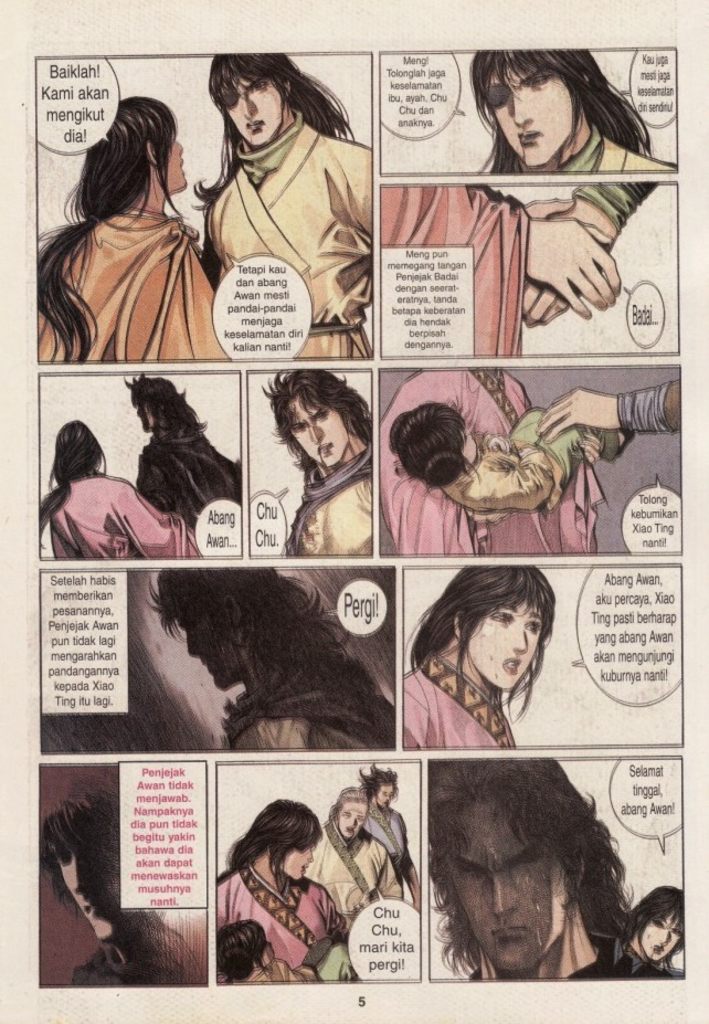 Baiklah!
Kami akan
mengikut
dia!
Tetapi kau
dan abang
Awan mesti
pandai-pandai
menjaga
keselamatan diri
kalian nanti!
Meng!
Tolonglah jaga
keselamatan
ibu, ayah, Chu
Chu dan
anaknya.
Kau juga
mesti jaga
keselamatan
diri sendiriu!
Meng pun
memegang tangan
Penjejak Badai
dengan seerat-
eratnya, tanda
betapa keberatan
dia hendak
berpisah
dengannya.
Badai...
Abang
Awan...
Chu
Chu.
Tolong
kebumikan
Xiao Ting
nanti!
Setelah habis
memberikan
pesanannya,
Penjejak Awan
pun tidak lagi
mengarahkan
pandangannya
kepada Xiao
Ting itu lagi.
Pergi!
Abang Awan,
aku percaya, Xiao
Ting pasti berharap
yang abang Awan
akan mengunjungi
kuburnya nanti!
Penjejak
Awan tidak
menjawab.
Nampaknya
dia pun tidak
begitu yakin
bahawa dia
akan dapat
menewaskan
musuhnya
nanti.
Chu
Chu,
mari kita
pergi!
Selamat
tinggal,
abang Awan!
5